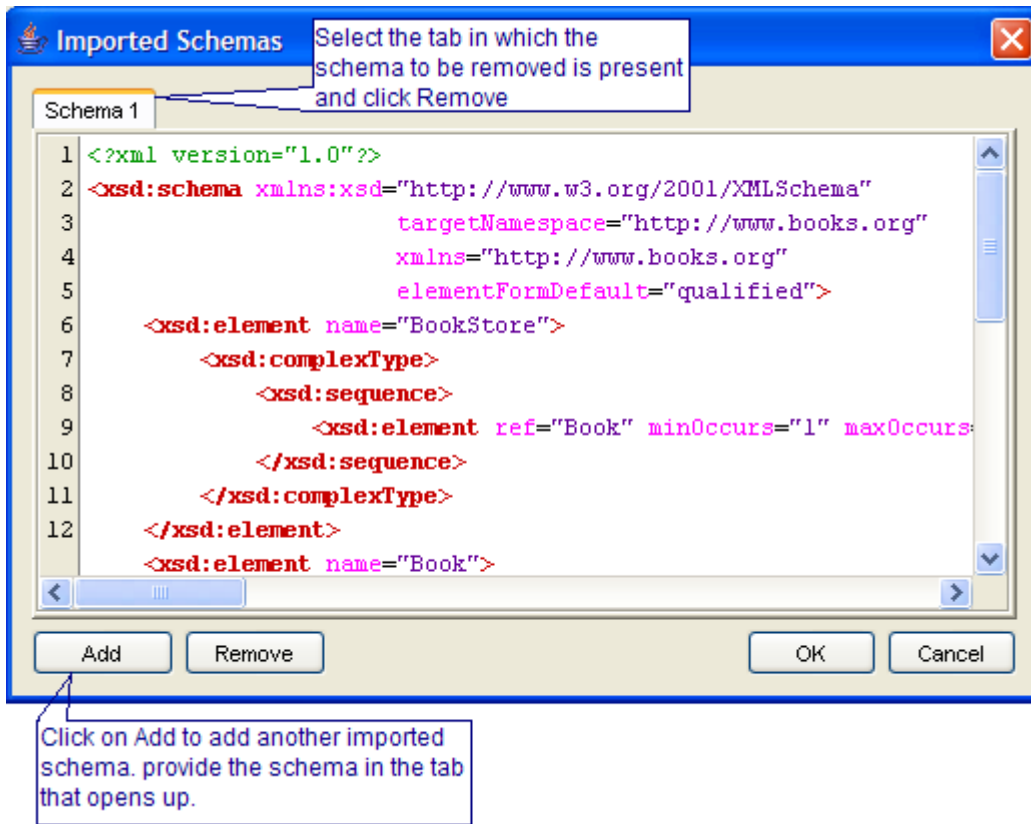 Imported Schemas
Select the tab in which the
schema to be removed is present
and click Remove
Schema 1
1 <?xml version="1.0"?>
2 <xsd:schema xmlns:xsd="http://www.w3.org/2001/XMLSchema"
3 targetNamespace="http://www.books.org"
4 xmlns="http://www.books.org"
5 elementFormDefault="qualified">
6 <xsd:element name="BookStore">
7 <xsd:complexType>
8 <xsd:sequence>
9 <xsd:element ref="Book" minOccurs="1" maxOccurs=
10 </xsd:sequence>
11 </xsd:complexType>
12 </xsd:element>
<xsd:element name="Book">
Add
Remove
OK
Cancel
Click on Add to add another imported
schema. provide the schema in the tab
that opens up.